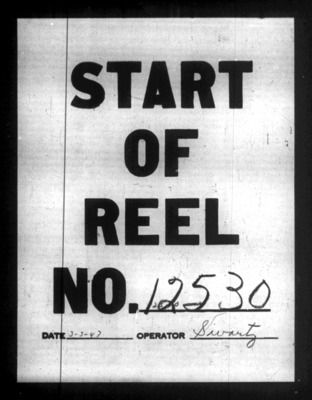 START
OF
REEL
NO. 12530
DATE 3-3-47 OPERATOR Swartz